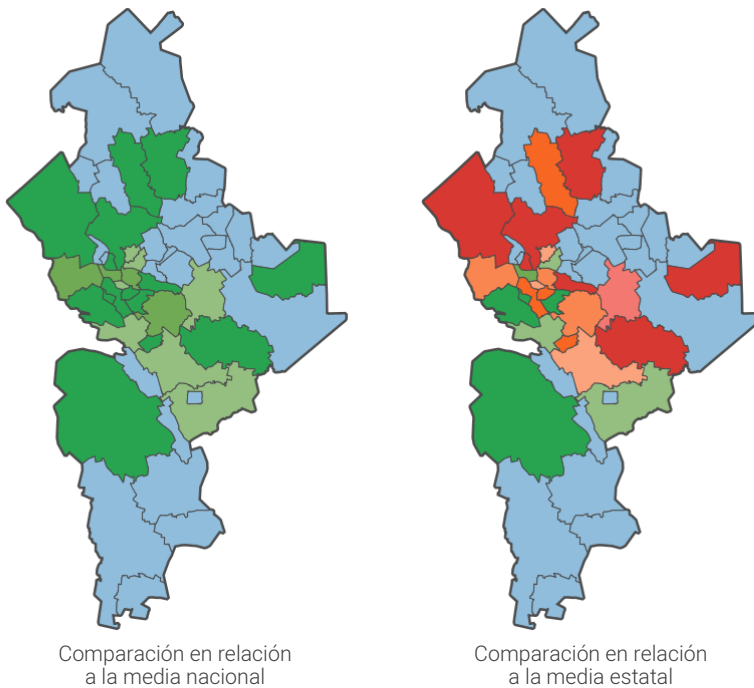 Comparación en relación
a la media nacional
Comparación en relación
a la media estatal